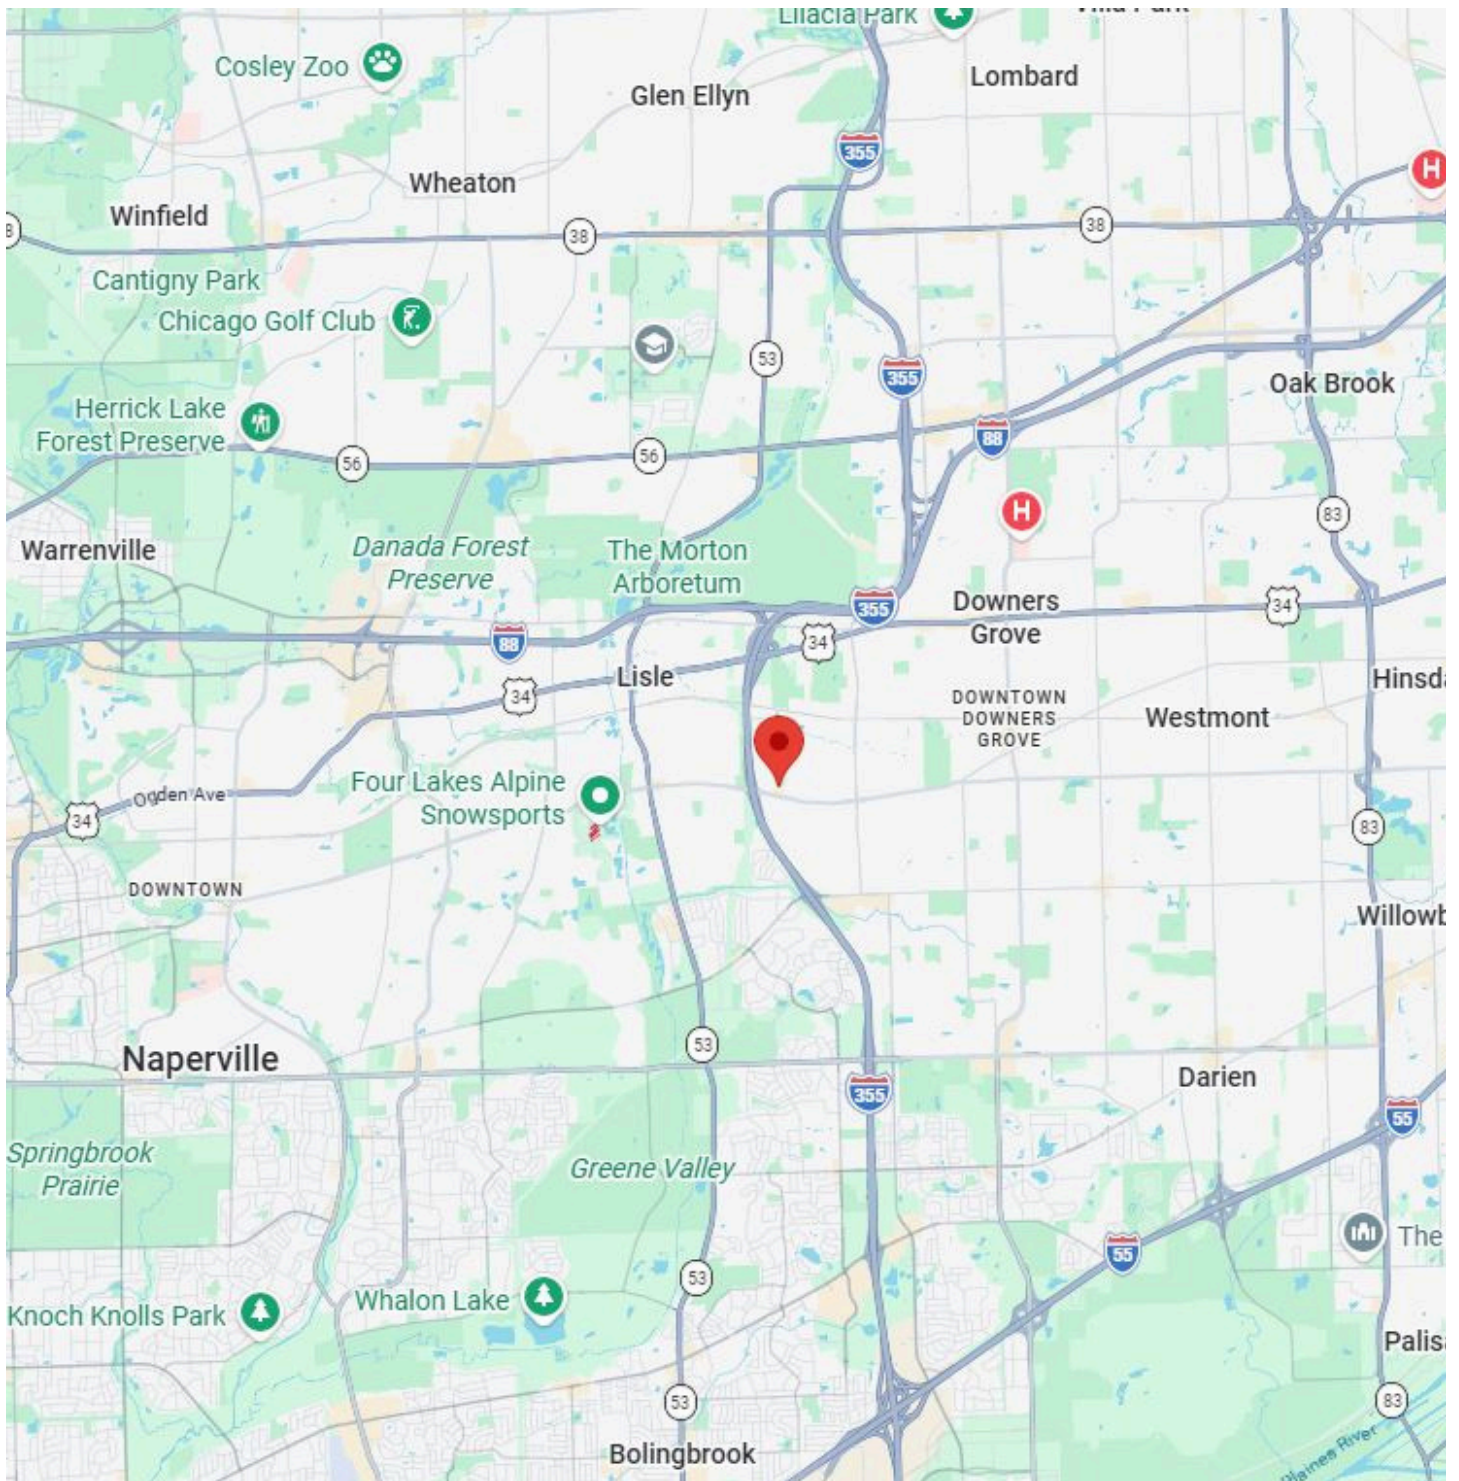 Lilacia Park
Cosley Zoo
Glen Ellyn
Lombard
355
H
Wheaton
Winfield
38
38
Cantigny Park
Chicago Golf Club
53
355
Oak Brook
Herrick Lake
Forest Preserve
88
56
56
H
83
Warrenville
Danada Forest
Preserve
The Morton
Arboretum
355
Downers
Grove
34
88
34
Lisle
34
Hinsda
DOWNTOWN
DOWNERS
GROVE
Westmont
Four Lakes Alpine
Snowsports
Ogden Ave
34
83
DOWNTOWN
Willowb
53
Naperville
Darien
355
55
Springbrook
Prairie
Greene Valley
The
55
53
Whalon Lake
Knoch Knolls Park
Palisa
53
83
Bolingbrook
plaines River